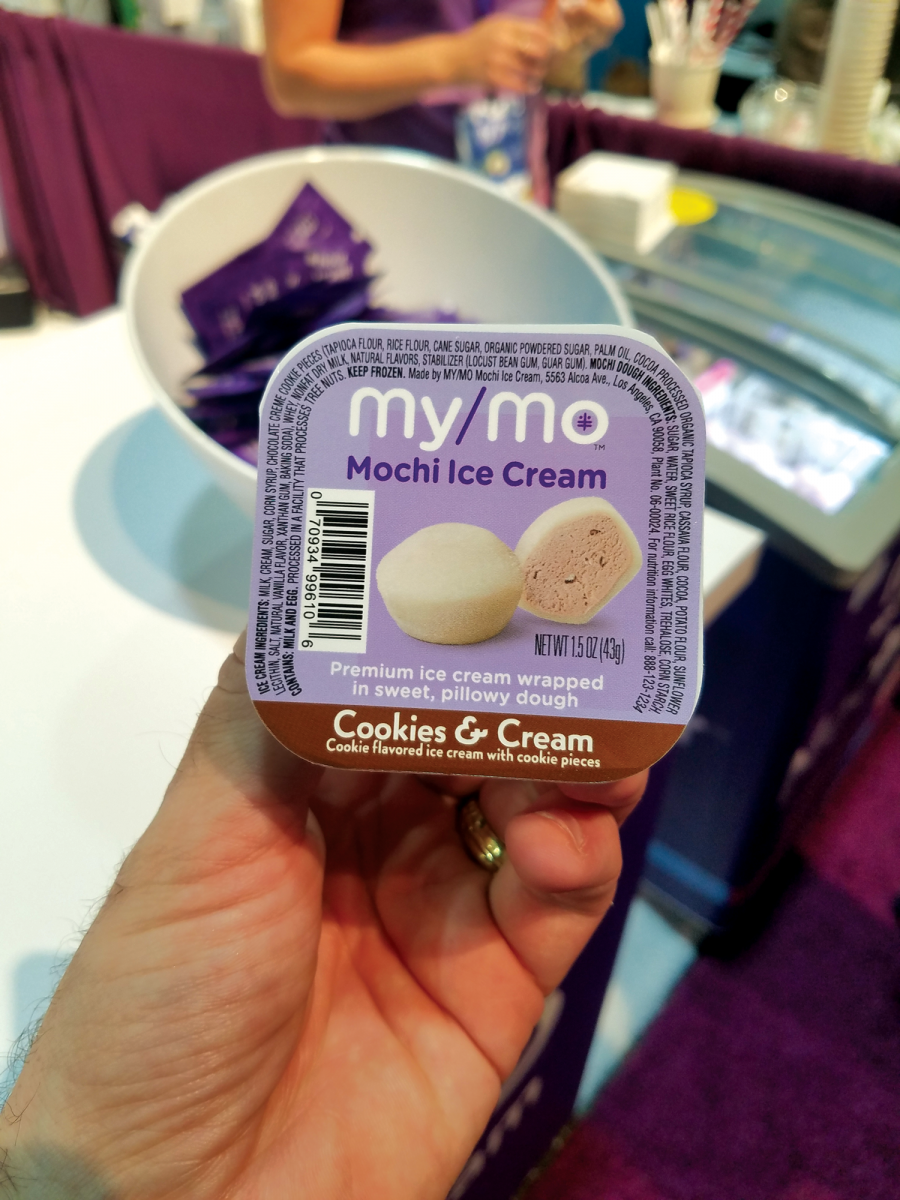 ICE CREAM INGREDIENTS: MILK, CREAM, SUGAR, CORN SYRUP, CHOCOLATE CREME COOKIE PIECES (TAPIOCA FLOUR, RICE FLOUR, CANE SUGAR, ORGANIC POWDERED SUGAR, PALM OIL, COCOA PROCESSED ORGANIC TAPIOCA SYRUP, CASSAVA FLOUR, COCOA, POTATO FLOUR, SUNFLOWER
LECITHIN, SALT, NATURAL VANILLA FLAVOR, XANTHAN GUM, BAKING SODA), WHEY, NONFAT DRY MILK, NATURAL FLAVORS, STABILIZER (LOCUST BEAN GUM, GUAR GUM). MOCHI DOUGH INGREDIENTS: SUGAR, WATER, SWEET RICE FLOUR, EGG WHITES, TREHALOSE, CORN STARCH.
CONTAINS: MILK AND EGG. PROCESSED IN A FACILITY THAT PROCESSES TREE NUTS. KEEP FROZEN. Made by MY/MO Mochi Ice Cream, 5563 Alcoa Ave., Los Angeles, CA 90058, Plant No. 06-00024. For nutrition information call: 888-123-1234
My/Mo™
Mochi Ice Cream
0 70934 99610 6
NET WT 1.5 OZ (43g)
Premium ice cream wrapped
in sweet, pillowy dough
Cookies & Cream
Cookie flavored ice cream with cookie pieces